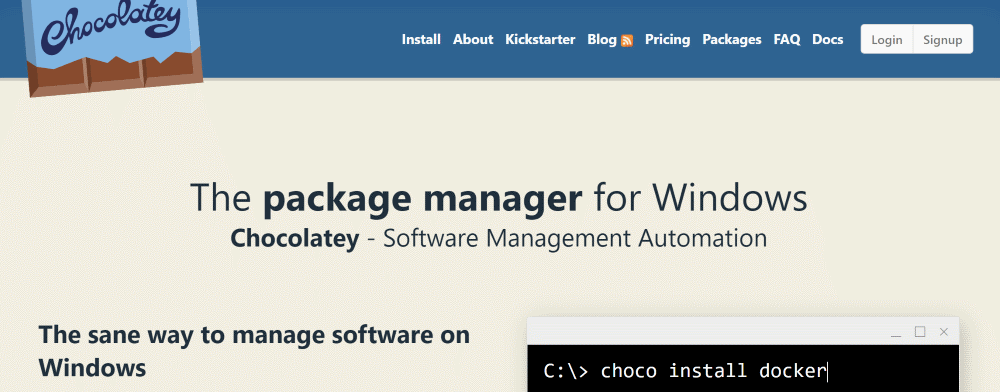 Chocolatey
Install About Kickstarter Blog Pricing Packages FAQ Docs Login Signup
The package manager for Windows
Chocolatey - Software Management Automation
The sane way to manage software on
Windows
C:\> choco install docker